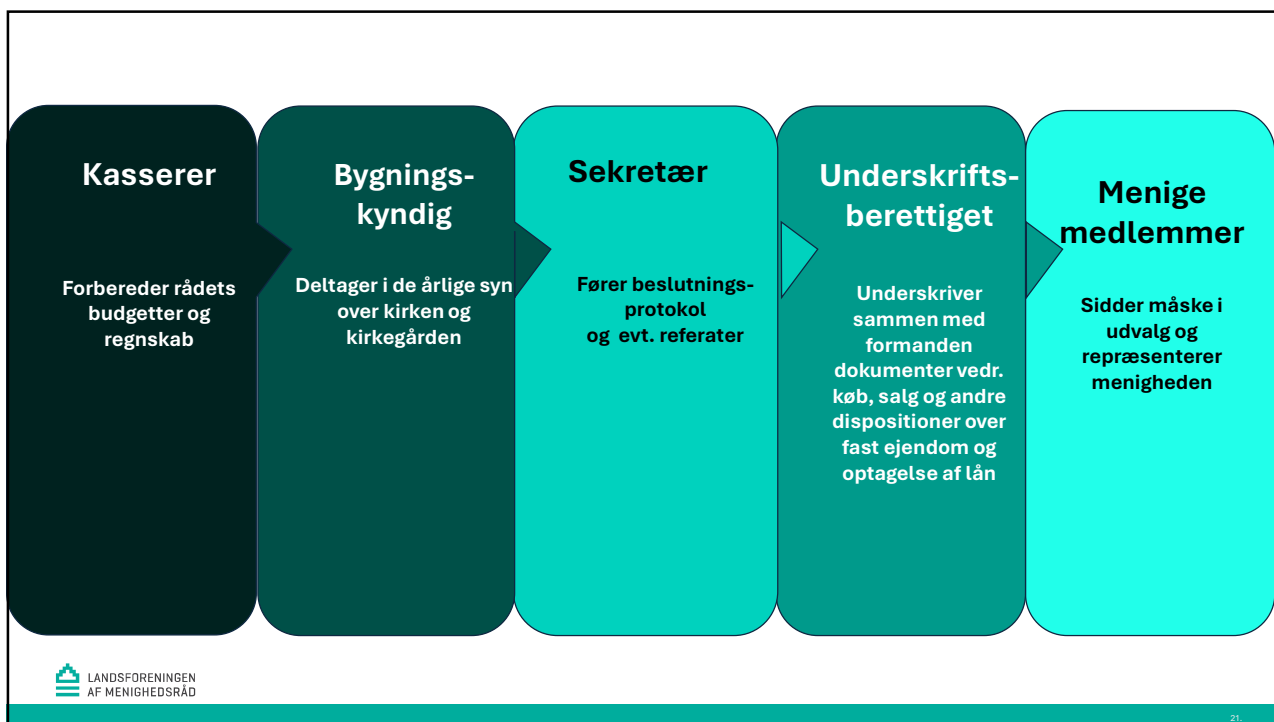 Kasserer
Forbereder rådets
budgetter og
regnskab
Bygnings-
kyndig
Deltager i de årlige syn
over kirken og
kirkegården
Sekretær
Fører beslutnings-
protokol
og evt. referater
Underskrifts-
berettiget
Underskriver
sammen med
formanden
dokumenter vedr.
køb, salg og andre
dispositioner over
fast ejendom og
optagelse af lån
Menige
medlemmer
Sidder måske i
udvalg og
repræsenterer
menigheden
LANDSFORENINGEN
AF MENIGHEDSRÅD
21.